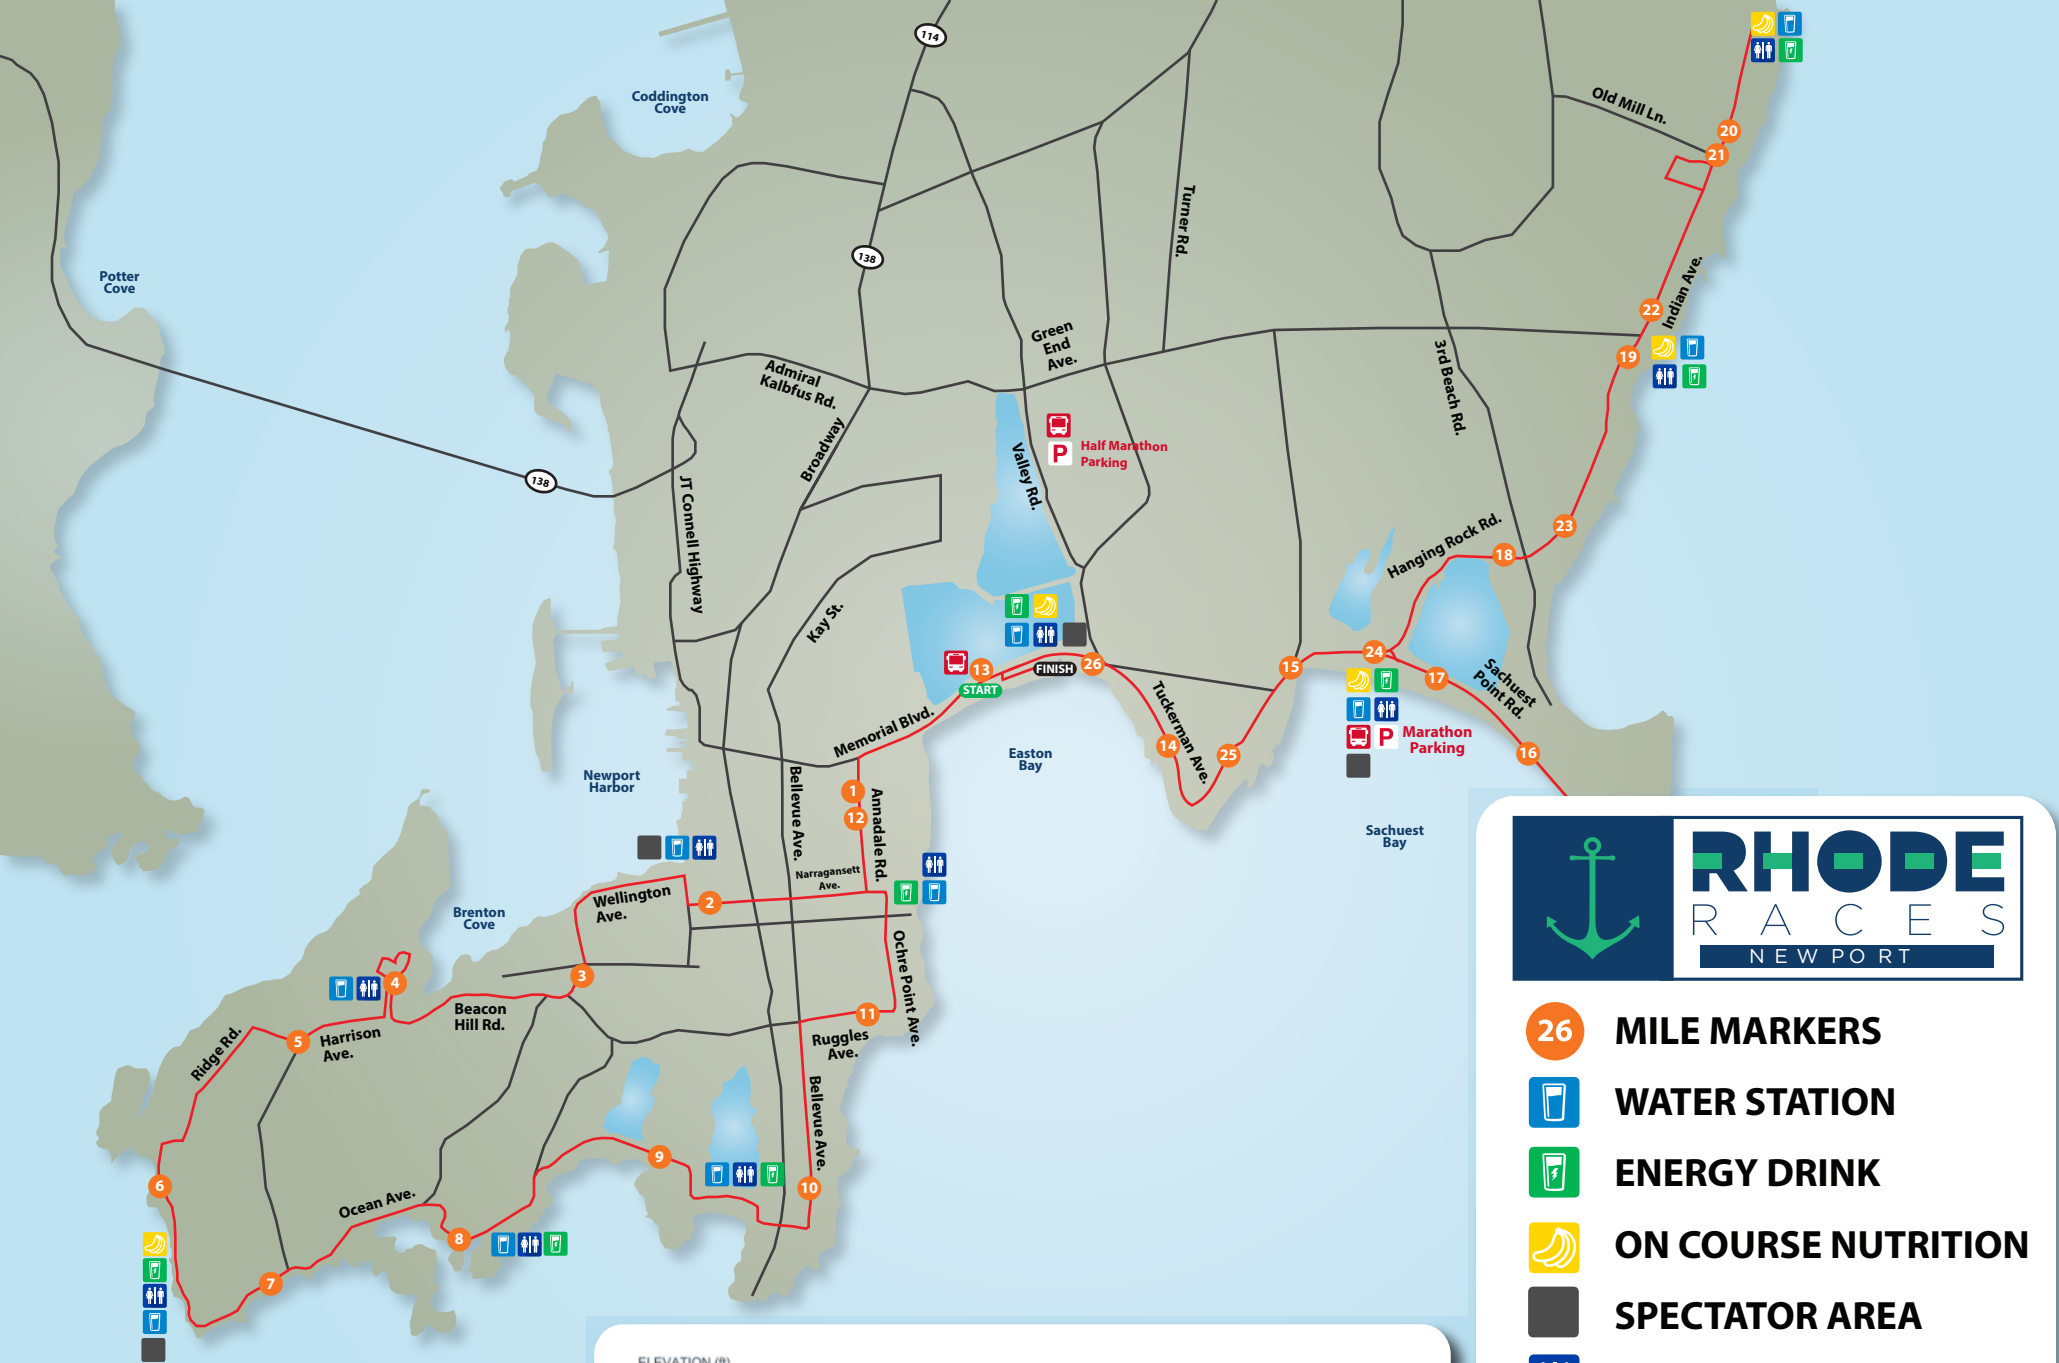 114
Coddington
Cove
Old Mill Ln.
20
21
Turner Rd.
138
Potter
Cove
Indian Ave.
22
Green
End
Ave.
19
3rd Beach Rd.
Admiral
Kalbfus Rd.
Broadway
Half Marathon
P
Parking
Valley Rd.
138
JT Connell Highway
Hanging Rock Rd.
23
18
Kay St.
24
13
FINISH
26
15
START
17
Sachuest
Point Rd.
Tuckerman Ave.
Memorial Blvd.
14
25
P
Marathon
Parking
16
Easton
Bay
Newport
Harbor
Bellevue Ave.
1
12
Annadale Rd.
Sachuest
Bay
Narragansett
Ave.
Wellington
Ave.
2
Brenton
Cove
Ochre Point Ave.
3
4
Beacon
Hill Rd.
11
Ruggles
Ave.
5
Harrison
Ave.
Ridge Rd.
Bellevue Ave.
9
10
6
Ocean Ave.
8
7
RHODE
RACES
NEWPORT
26
MILE MARKERS
WATER STATION
ENERGY DRINK
ON COURSE NUTRITION
SPECTATOR AREA
ELEVATION (ft)